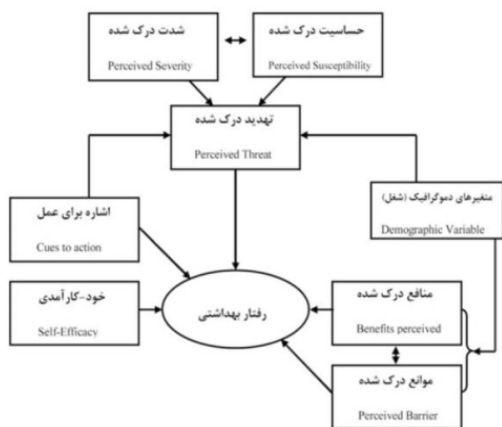 شدت درک شده
Perceived Severity
حساسیت درک شده
Perceived Susceptibility
تهدید درک شده
Perceived Threat
اشاره برای عمل
Cues to action
متغیرهای دموگرافیک (شغل)
Demographic Variable
خود-کارآمدی
Self-Efficacy
رفتار بهداشتی
منافع درک شده
Benefits perceived
موانع درک شده
Perceived Barrier